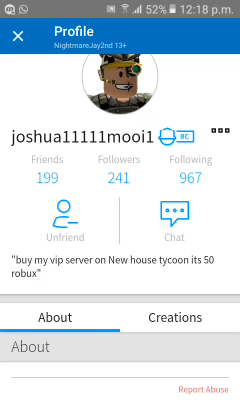 52% 12:18 p.m.
Profile
NightmareJay2nd 13+
joshua11111mooi1 BC
Friends Followers Following
199 241 967
Unfriend Chat
"buy my vip server on New house tycoon its 50
robux"
About Creations
About
Report Abuse